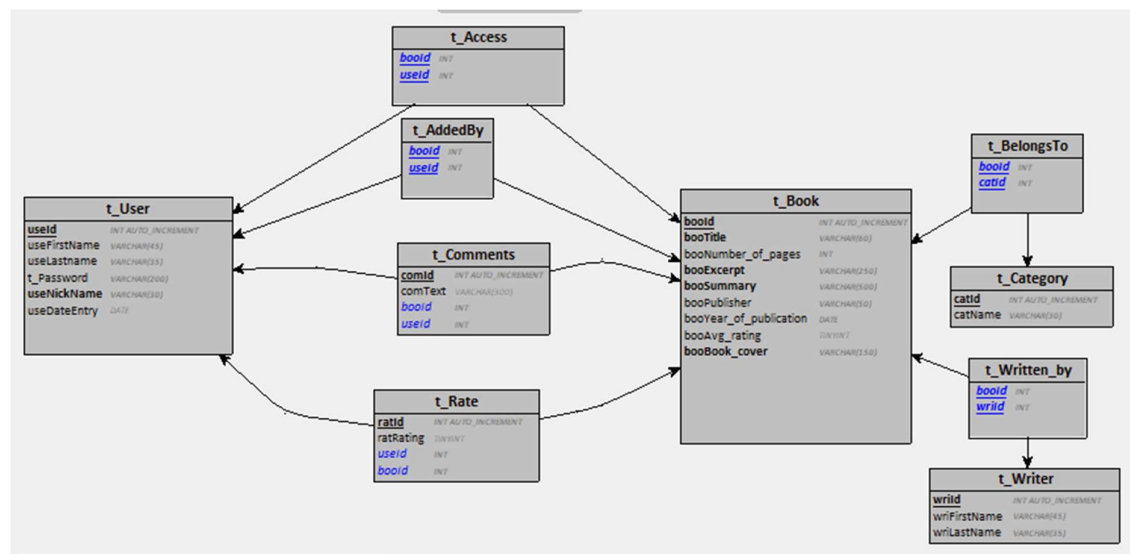 t_Access
booId INT
useId INT
t_AddedBy
booId INT
useId INT
t_User
useId INT AUTO_INCREMENT
useFirstName VARCHAR(45)
useLastname VARCHAR(35)
t_Password VARCHAR(200)
useNickName VARCHAR(30)
useDateEntry DATE
t_Comments
comId INT AUTO_INCREMENT
comText VARCHAR(300)
booId INT
useId INT
t_Rate
ratId INT AUTO_INCREMENT
ratRating TINYINT
useId INT
booId INT
t_Book
booId INT AUTO_INCREMENT
booTitle VARCHAR(60)
booNumber_of_pages INT
booExcerpt VARCHAR(250)
booSummary VARCHAR(500)
booPublisher VARCHAR(50)
booYear_of_publication DATE
booAvg_rating TINYINT
booBook_cover VARCHAR(150)
t_BelongsTo
booId INT
catId INT
t_Category
catId INT AUTO_INCREMENT
catName VARCHAR(30)
t_Written_by
booId INT
wriId INT
t_Writer
wriId INT AUTO_INCREMENT
wriFirstName VARCHAR(45)
wriLastName VARCHAR(35)